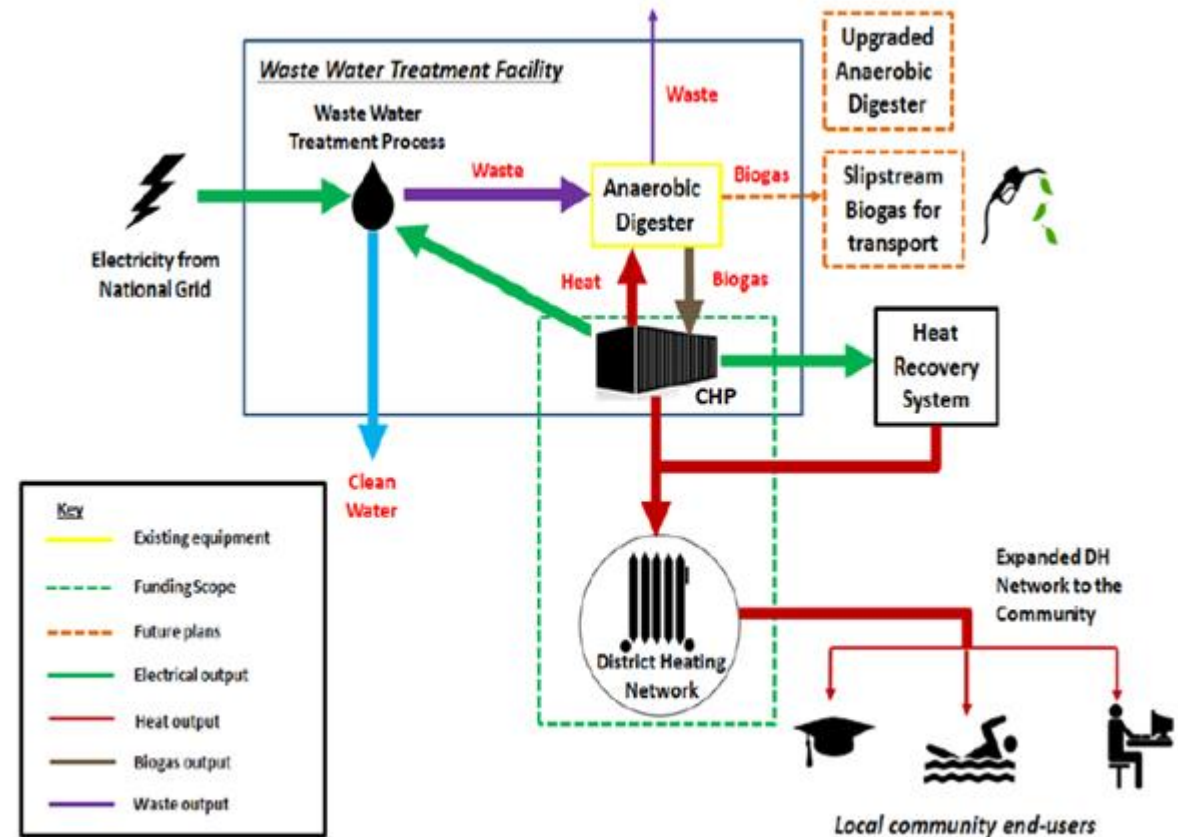 Waste Water Treatment Facility
Waste Water
Treatment Process
Electricity from
National Grid
Waste
Waste
Anaerobic
Digester
Biogas
Upgraded
Anaerobic
Digester
Slipstream
Biogas for
transport
Heat
Biogas
CHP
Heat
Recovery
System
Clean
Water
District Heating
Network
Expanded DH
Network to the
Community
Local community end-users
Key
Existing equipment
Funding Scope
Future plans
Electrical output
Heat output
Biogas output
Waste output